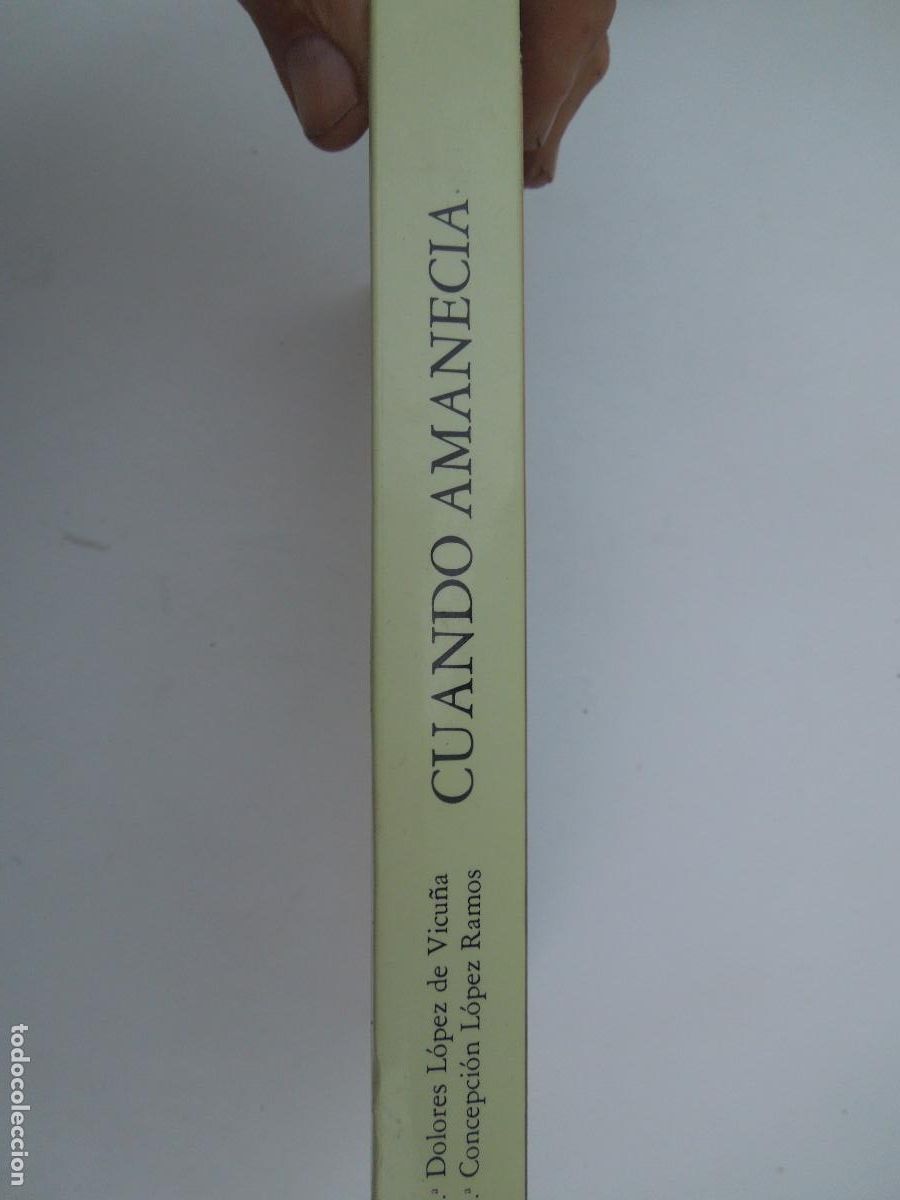 .ª Dolores López de Vicuña
.ª Concepción López Ramos
CUANDO AMANECIA
todocoleccion